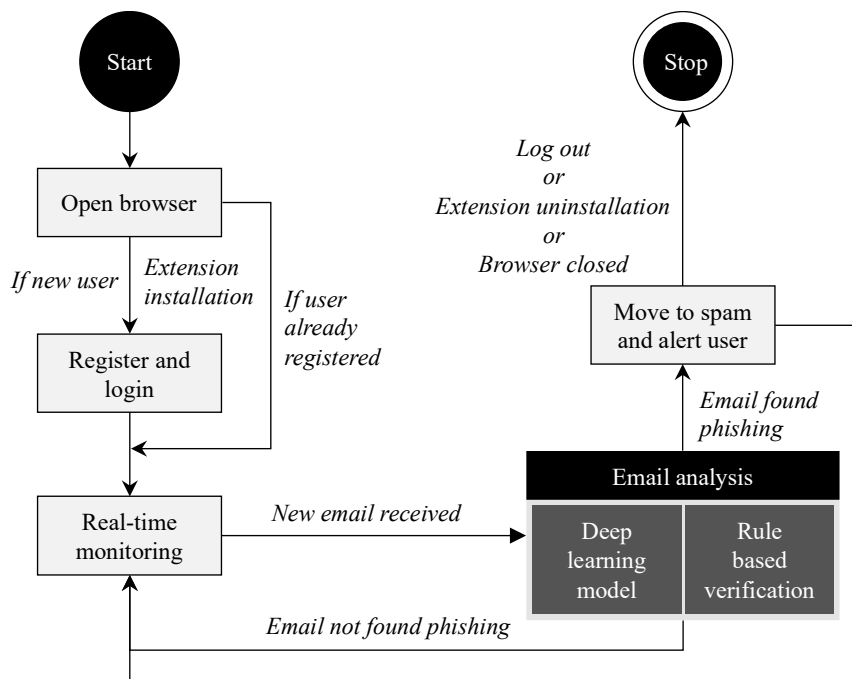 Start
Stop
Open browser
If new user
Extension
installation
If user
already
registered
Log out
or
Extension uninstallation
or
Browser closed
Register and
login
Move to spam
and alert user
Email found
phishing
Real-time
monitoring
New email received
Email analysis
Deep
learning
model
Rule
based
verification
Email not found phishing